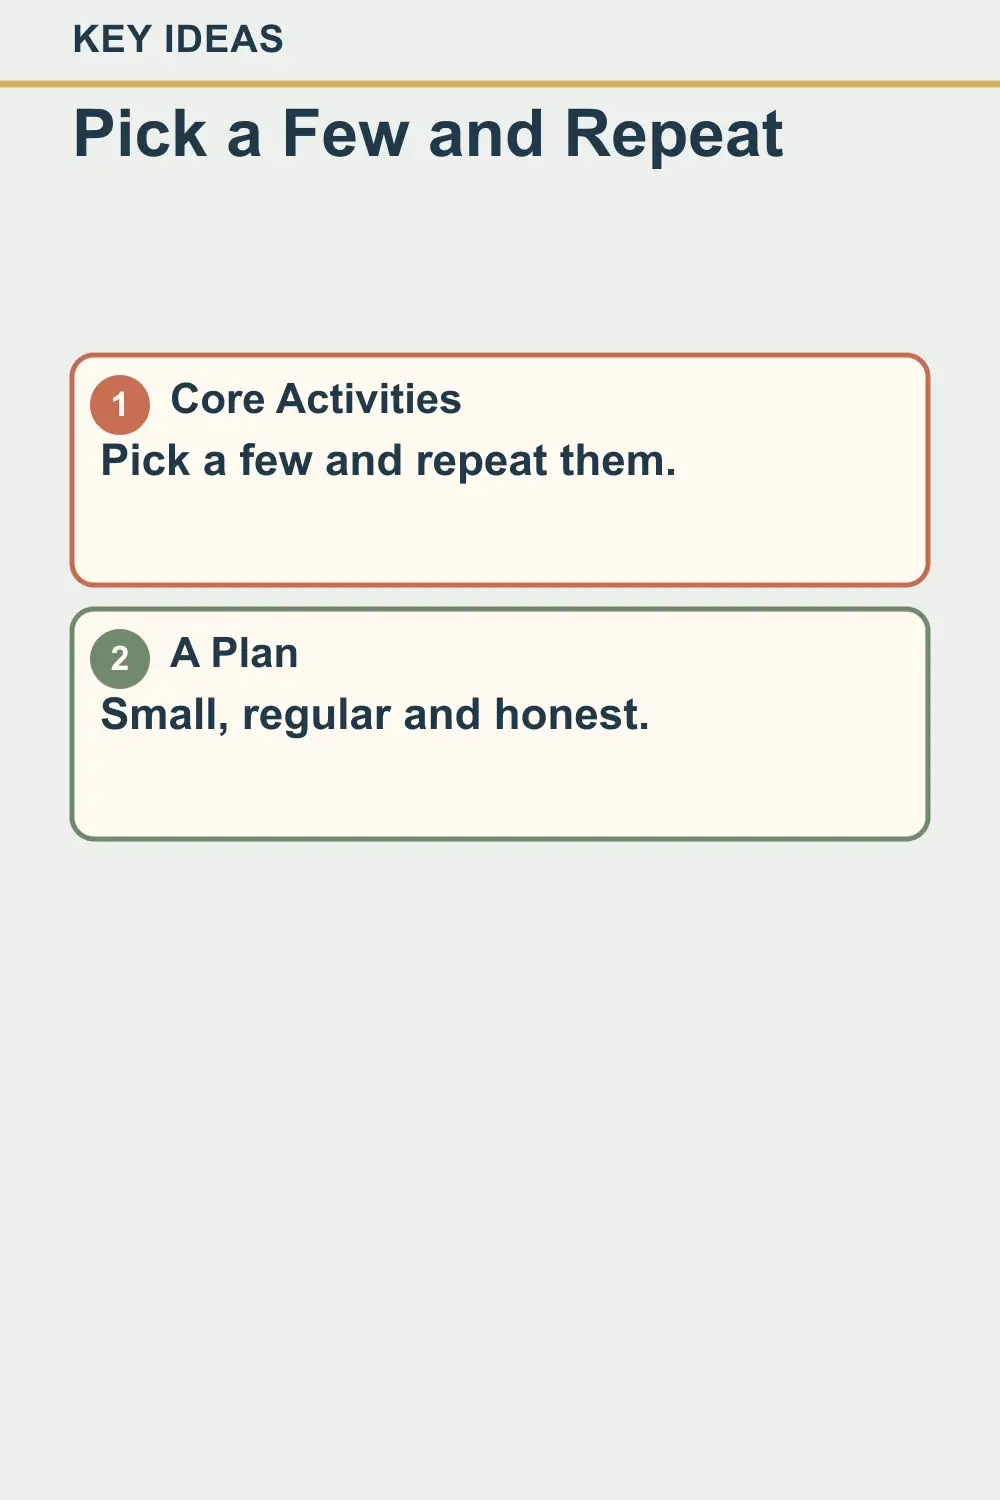 KEY IDEAS
Pick a Few and Repeat
1 Core Activities
Pick a few and repeat them.
2 A Plan
Small, regular and honest.